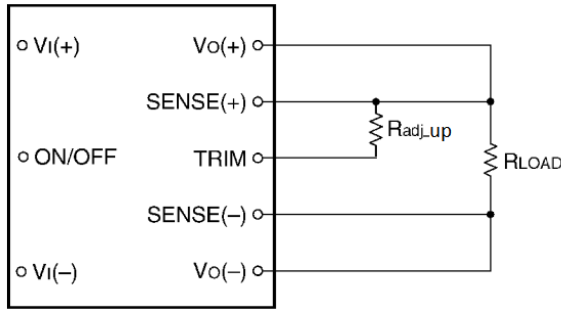 VI(+)
VO(+)
SENSE(+)
Radj_up
ON/OFF
TRIM
RLOAD
SENSE(–)
VI(–)
VO(–)